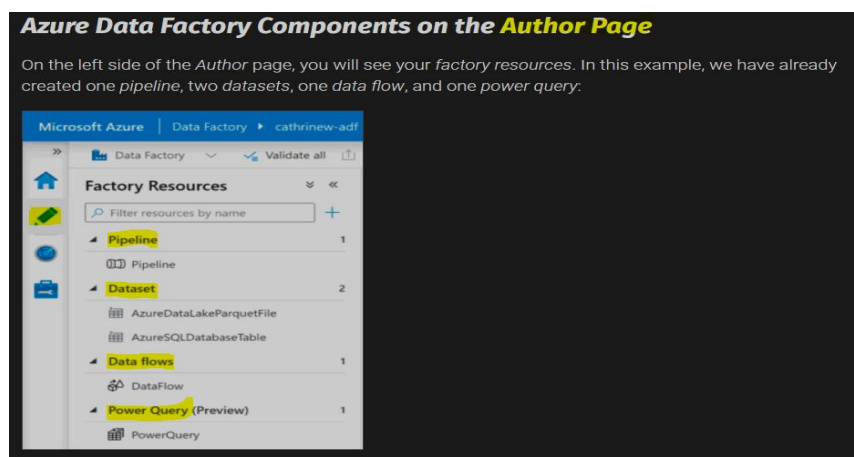 Azure Data Factory Components on the Author Page
On the left side of the Author page, you will see your factory resources. In this example, we have already
created one pipeline, two datasets, one data flow, and one power query:
Microsoft Azure | Data Factory ▸ cathrinew-adf
» Data Factory Validate all
Factory Resources
Filter resources by name +
Pipeline 1
Pipeline
Dataset 2
AzureDataLakeParquetFile
AzureSQLDatabaseTable
Data flows 1
DataFlow
Power Query (Preview) 1
PowerQuery